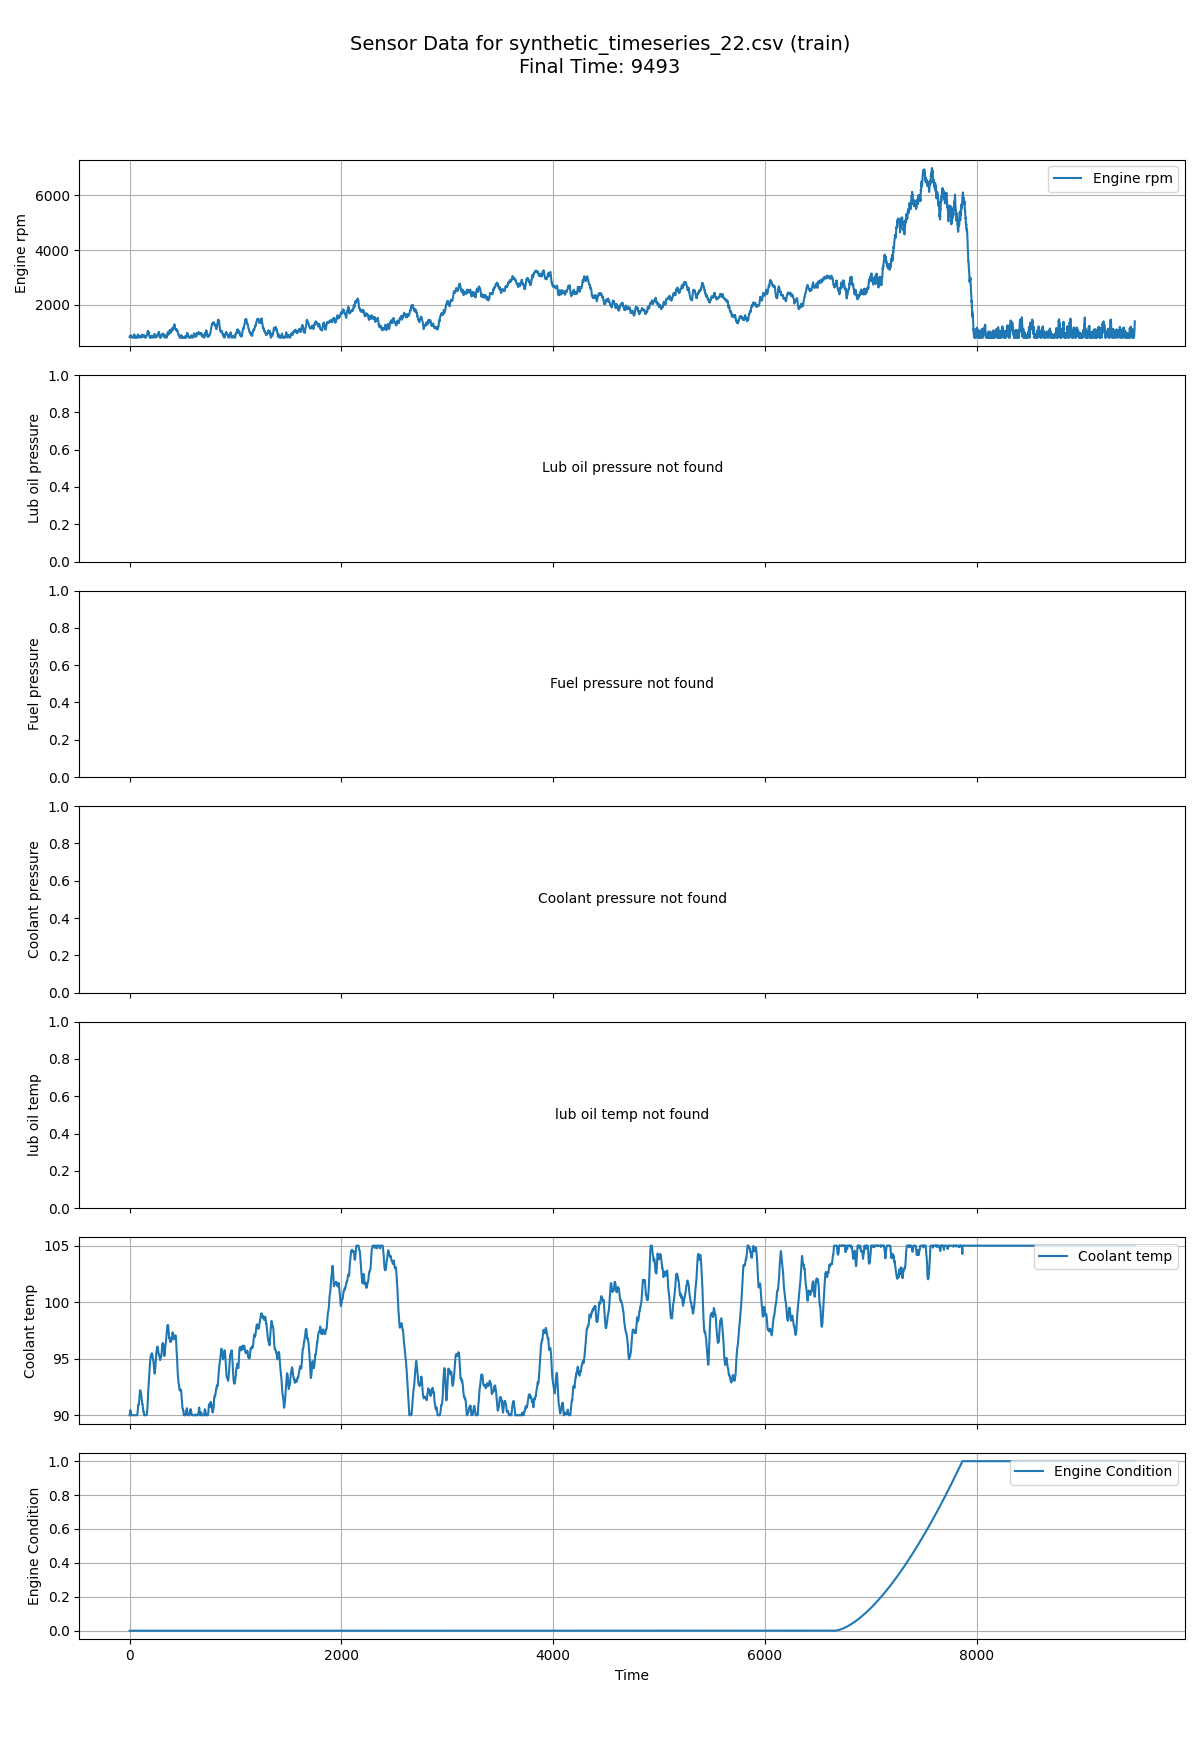 Sensor Data for synthetic_timeseries_22.csv (train)
Final Time: 9493
Engine rpm
6000
4000
2000
Engine rpm
1.0
0.8
0.6
0.4
0.2
0.0
Lub oil pressure
Lub oil pressure not found
1.0
0.8
0.6
0.4
0.2
0.0
Fuel pressure
Fuel pressure not found
1.0
0.8
0.6
0.4
0.2
0.0
Coolant pressure
Coolant pressure not found
1.0
0.8
0.6
0.4
0.2
0.0
lub oil temp
lub oil temp not found
105
100
95
90
Coolant temp
Coolant temp
1.0
0.8
0.6
0.4
0.2
0.0
Engine Condition
Engine Condition
0 2000 4000 6000 8000
Time